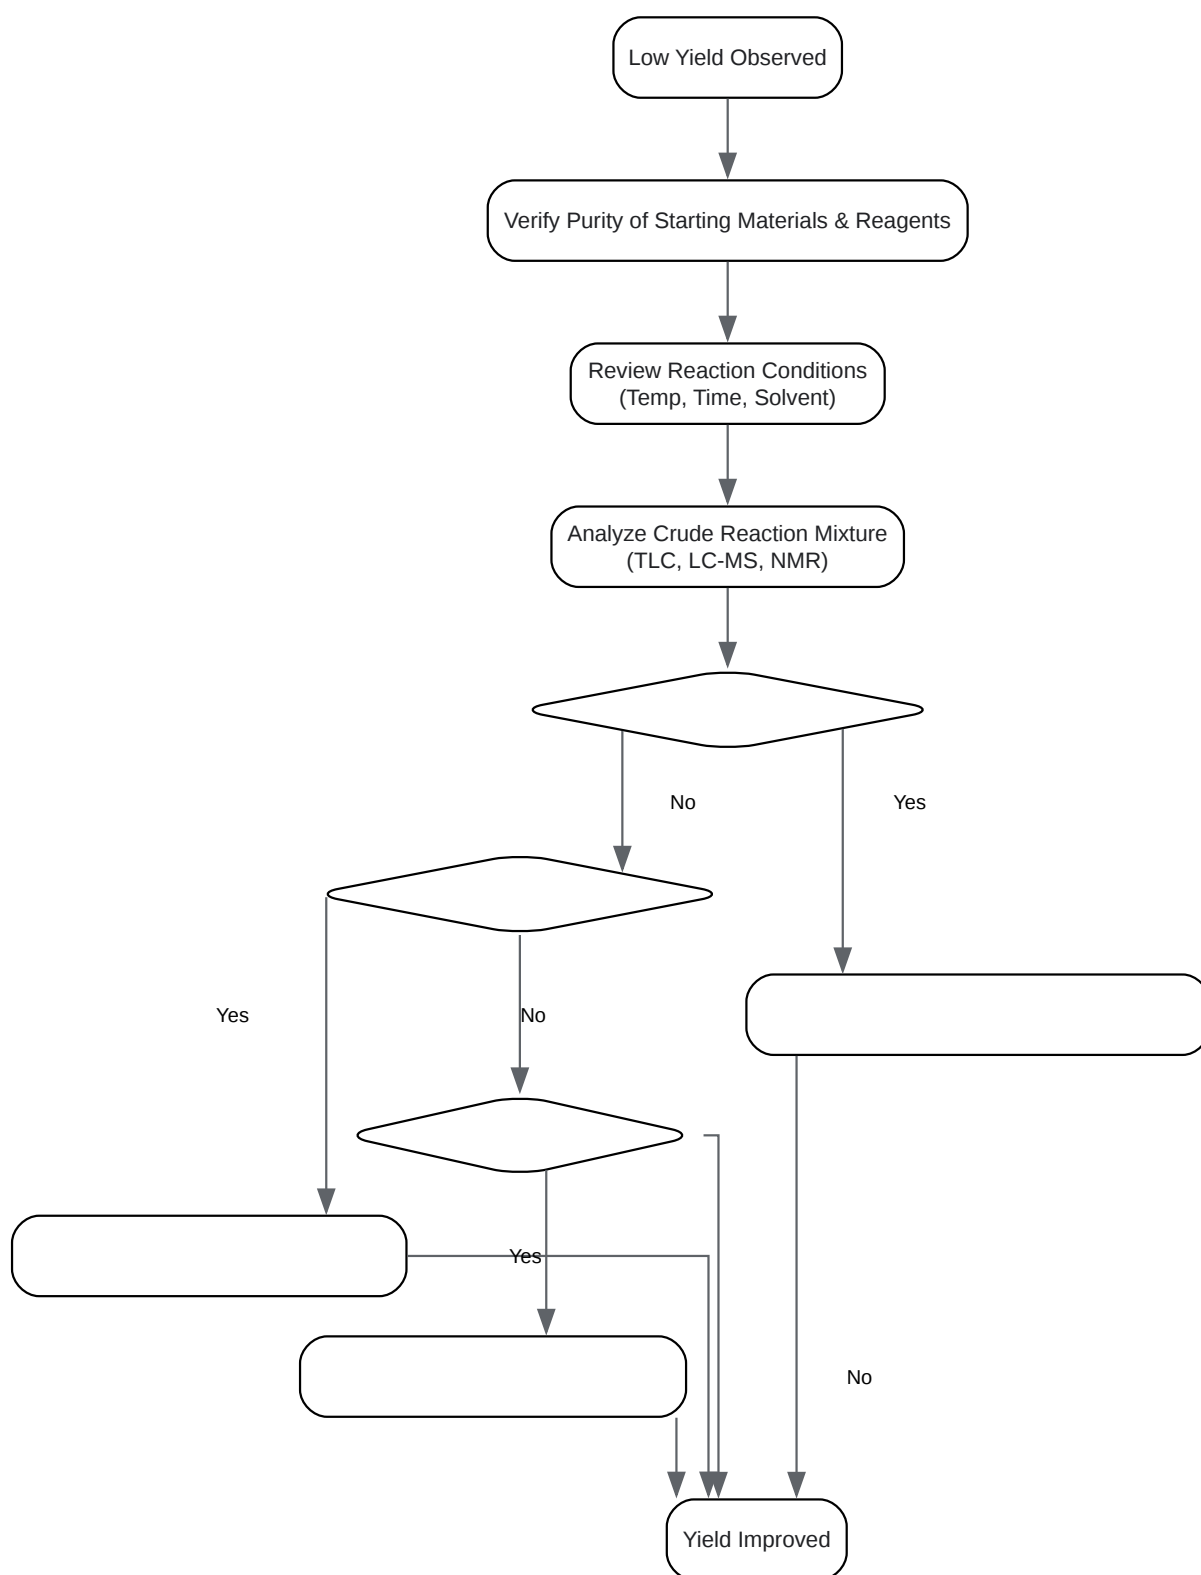 Low Yield Observed
Verify Purity of Starting Materials & Reagents
Review Reaction Conditions
(Temp, Time, Solvent)
Analyze Crude Reaction Mixture
(TLC, LC-MS, NMR)
No
Yes
Yes
No
Yes
No
Yield Improved